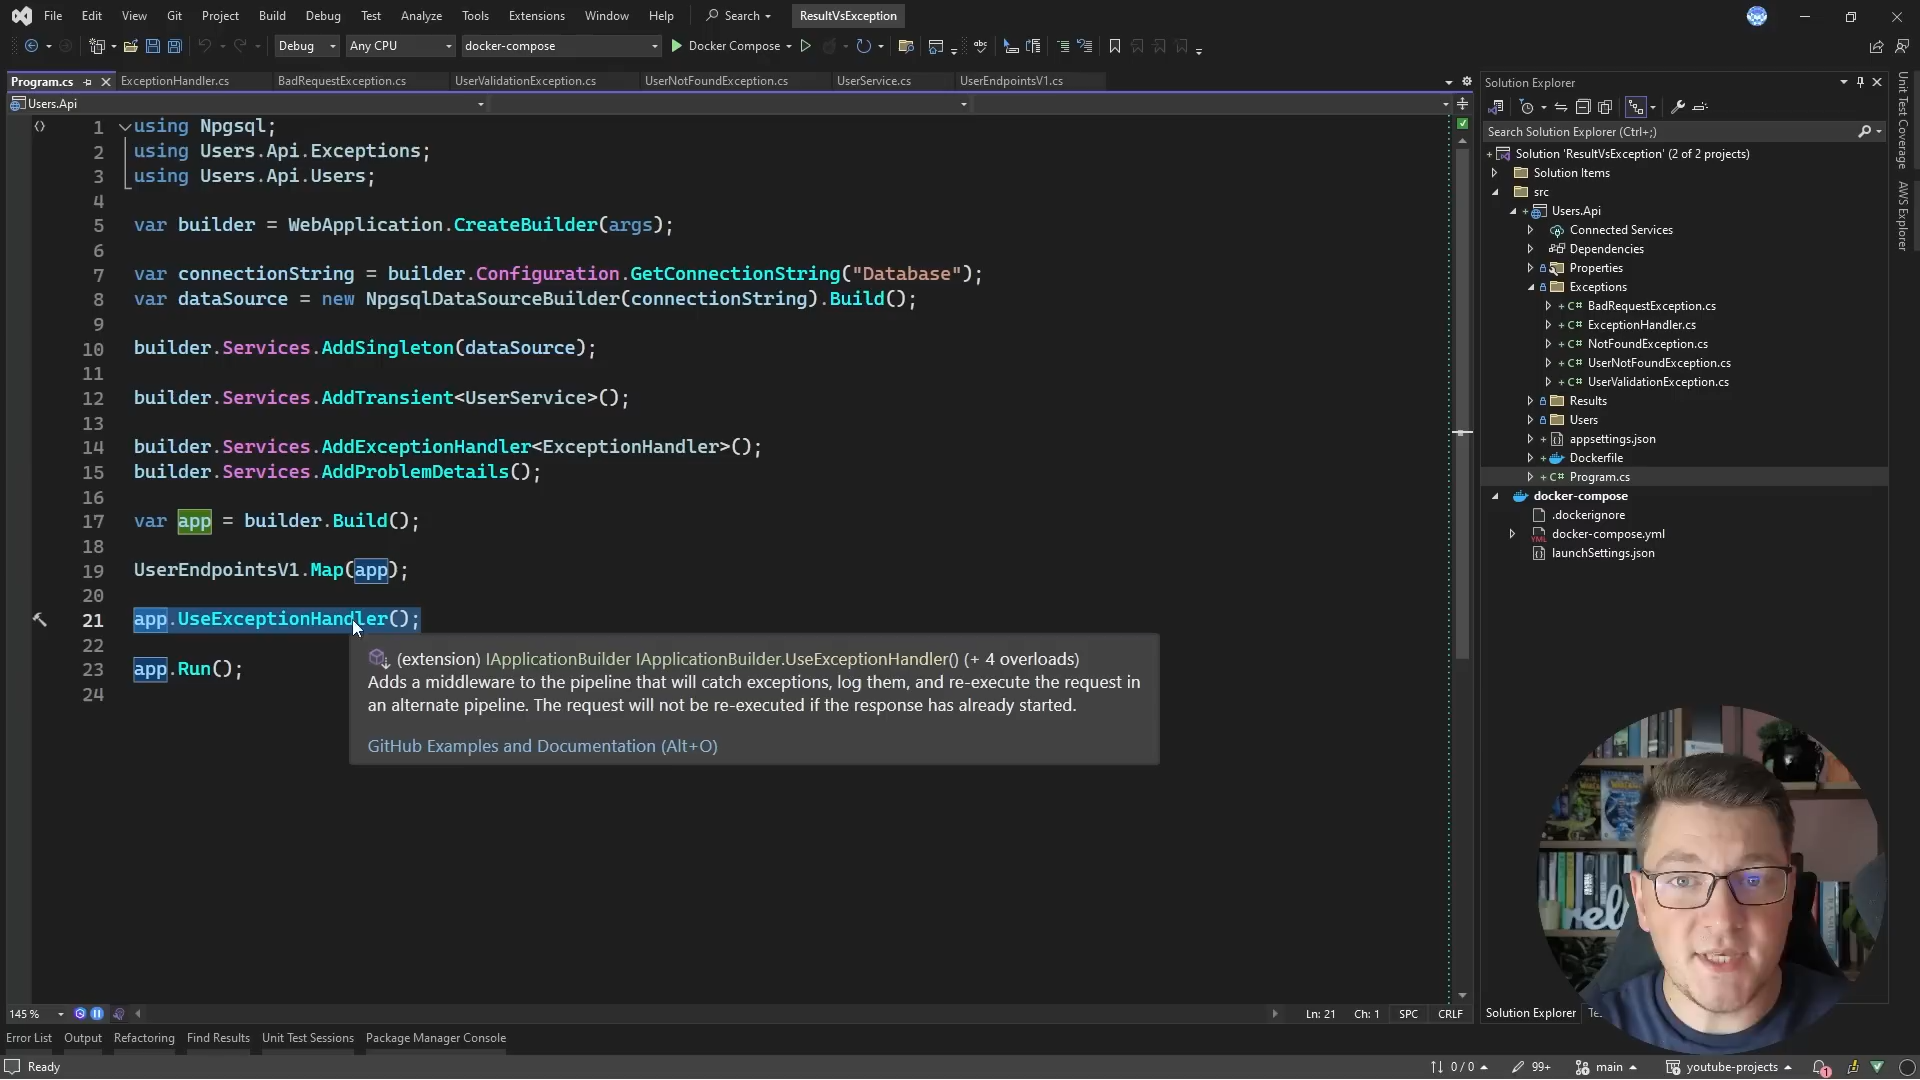 File Edit View Git Project Build Debug Test Analyze Tools Extensions Window Help Search ResultVsException
Debug Any CPU docker-compose Docker Compose
Program.cs ExceptionHandler.cs BadRequestException.cs UserValidationException.cs UserNotFoundException.cs UserService.cs UserEndpointsV1.cs
Users.Api
1 using Npgsql;
2 using Users.Api.Exceptions;
3 using Users.Api.Users;
4
5 var builder = WebApplication.CreateBuilder(args);
6
7 var connectionString = builder.Configuration.GetConnectionString("Database");
8 var dataSource = new NpgsqlDataSourceBuilder(connectionString).Build();
9
10 builder.Services.AddSingleton(dataSource);
11
12 builder.Services.AddTransient<UserService>();
13
14 builder.Services.AddExceptionHandler<ExceptionHandler>();
15 builder.Services.AddProblemDetails();
16
17 var app = builder.Build();
18
19 UserEndpointsV1.Map(app);
20
21 app.UseExceptionHandler();
22
23 app.Run();
24
(extension) IApplicationBuilder IApplicationBuilder.UseExceptionHandler() (+ 4 overloads)
Adds a middleware to the pipeline that will catch exceptions, log them, and re-execute the request in
an alternate pipeline. The request will not be re-executed if the response has already started.
GitHub Examples and Documentation (Alt+O)
Solution Explorer
Search Solution Explorer (Ctrl+;)
Solution 'ResultVsException' (2 of 2 projects)
Solution Items
src
Users.Api
Connected Services
Dependencies
Properties
Exceptions
C# BadRequestException.cs
C# ExceptionHandler.cs
C# NotFoundException.cs
C# UserNotFoundException.cs
C# UserValidationException.cs
Results
Users
appsettings.json
Dockerfile
C# Program.cs
docker-compose
.dockerignore
YML docker-compose.yml
launchSettings.json
Unit Test Coverage
AWS Explorer
145 % Ln: 21 Ch: 1 SPC CRLF
Solution Explorer
Error List Output Refactoring Find Results Unit Test Sessions Package Manager Console
Ready 0 / 0 99+ main youtube-projects 1